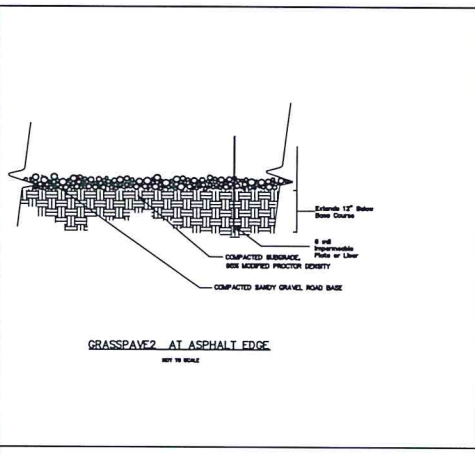 Extends 12" Below
Base Course
6 mil
Impermeable
Plate or Liner
COMPACTED SUBGRADE,
95% MODIFIED PROCTOR DENSITY
COMPACTED SANDY GRAVEL ROAD BASE
GRASSPAVE2 AT ASPHALT EDGE
NOT TO SCALE